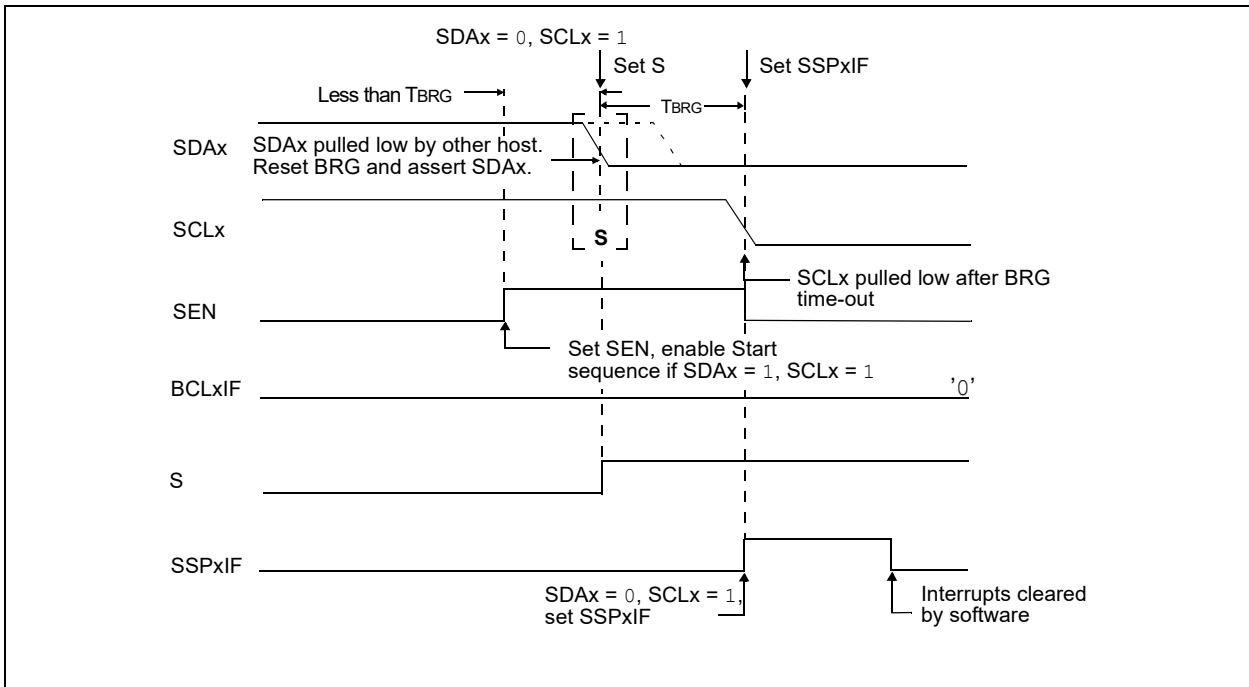 SDAx = 0, SCLx = 1
Set S
Set SSPxIF
Less than TBRG
TBRG
SDAx
SDAx pulled low by other host.
Reset BRG and assert SDAx.
SCLx
S
SCLx pulled low after BRG
time-out
SEN
Set SEN, enable Start
sequence if SDAx = 1, SCLx = 1
BCLxIF
'0'
S
SSPxIF
SDAx = 0, SCLx = 1,
set SSPxIF
Interrupts cleared
by software